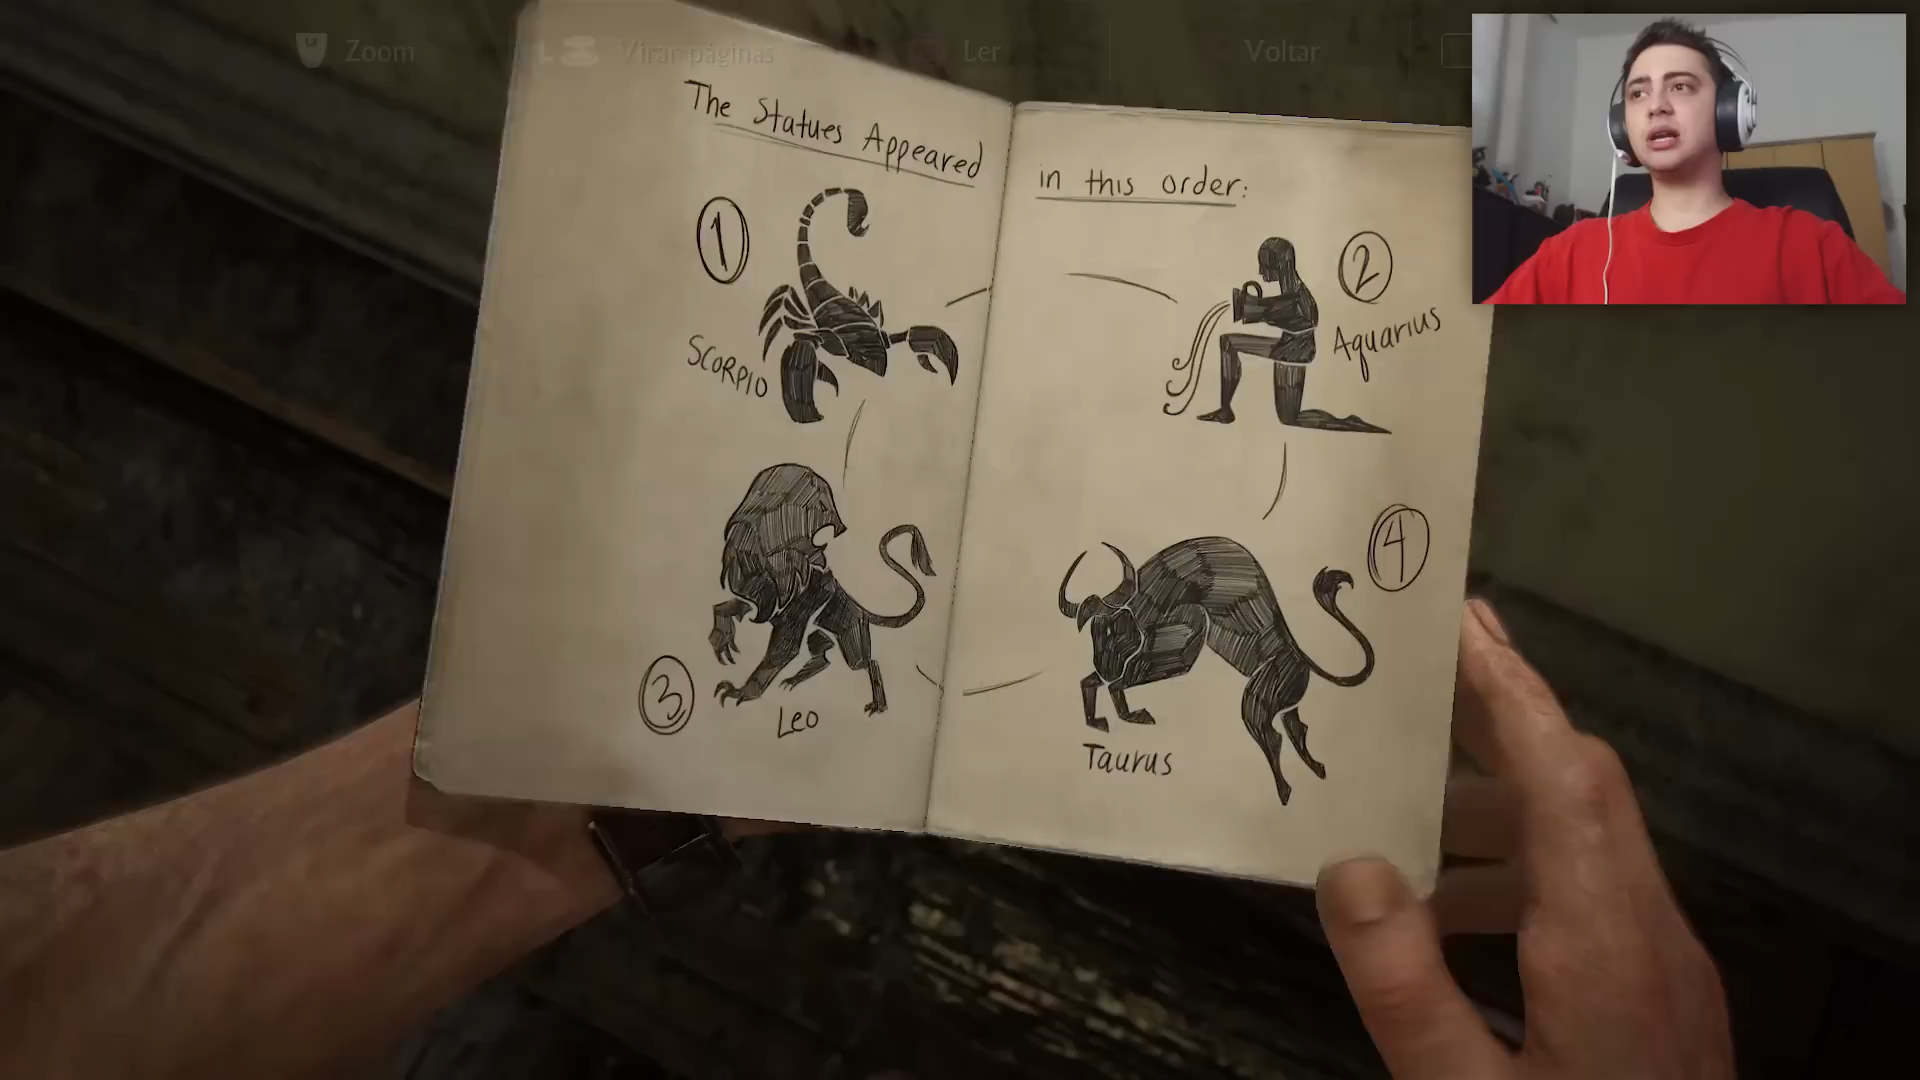 Zoom
L Virar páginas
Ler
Voltar
The Statues Appeared
in this order:
1
SCORPIO
2
Aquarius
3
Leo
4
Taurus